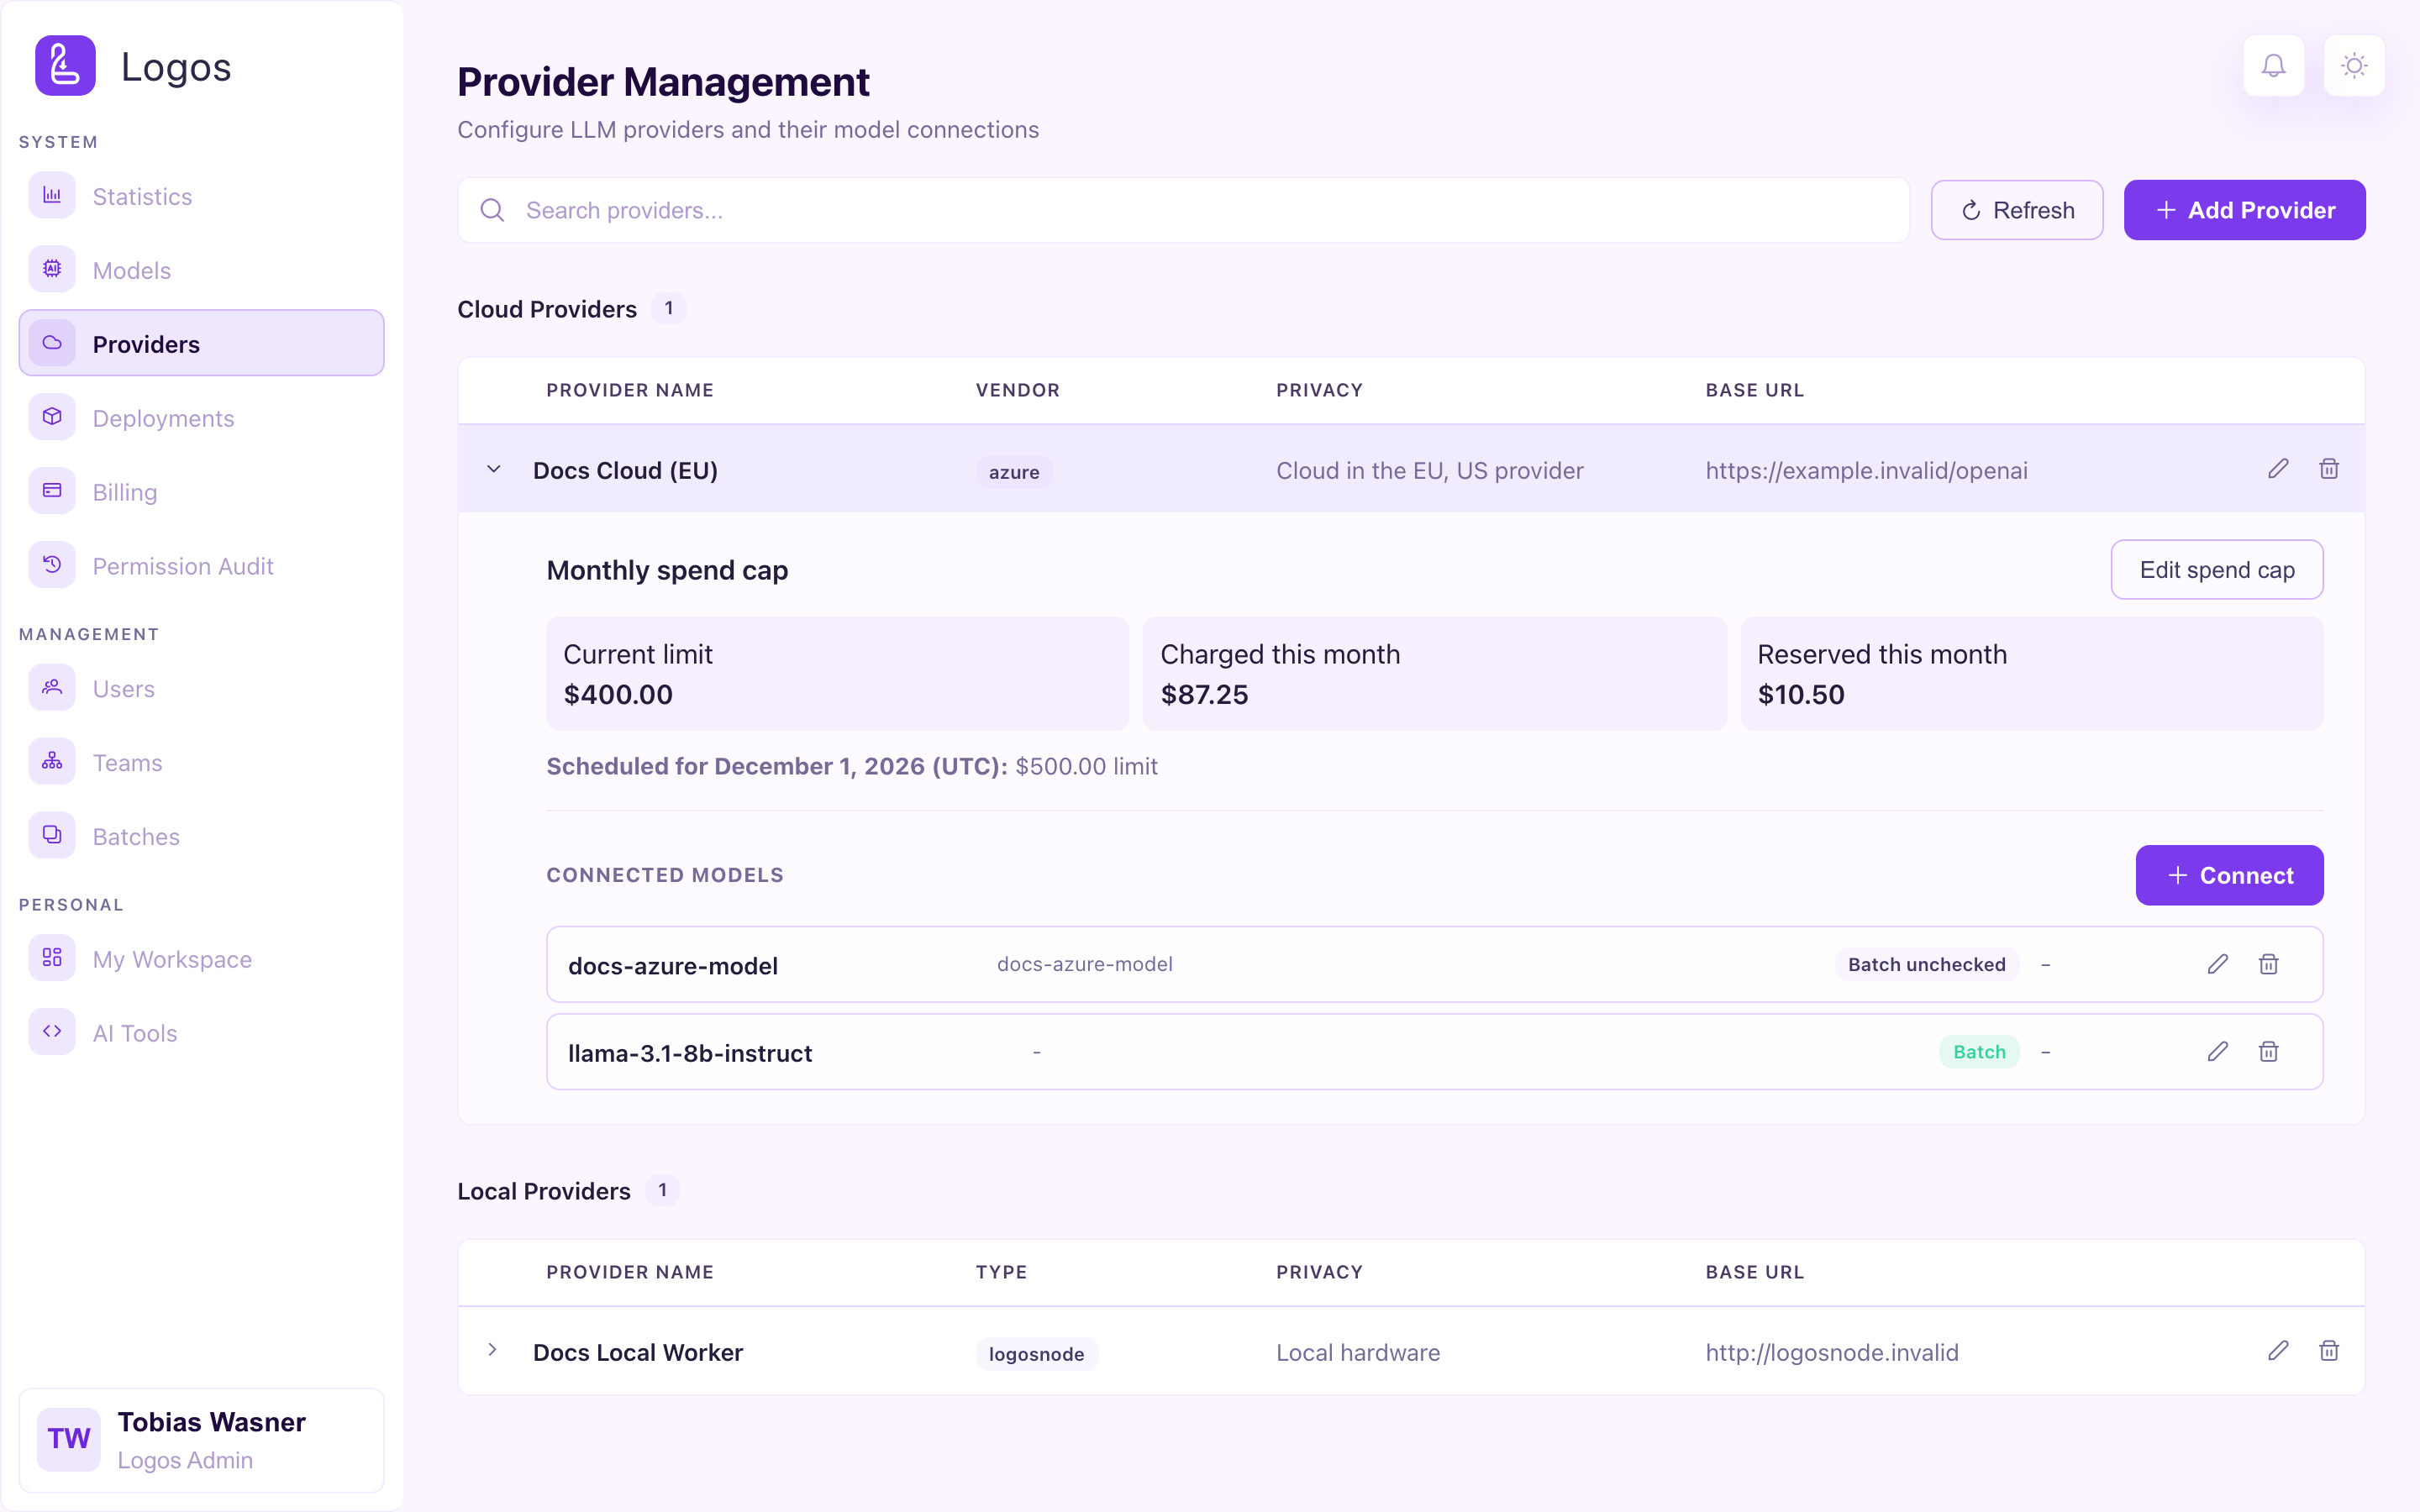 Logos
SYSTEM
Statistics
Models
Providers
Deployments
Billing
Permission Audit
MANAGEMENT
Users
Teams
Batches
PERSONAL
My Workspace
AI Tools
TW
Tobias Wasner
Logos Admin
Provider Management
Configure LLM providers and their model connections
Search providers...
Refresh
+ Add Provider
Cloud Providers 1
PROVIDER NAME VENDOR PRIVACY BASE URL
Docs Cloud (EU) azure Cloud in the EU, US provider https://example.invalid/openai
Monthly spend cap
Edit spend cap
Current limit
$400.00
Charged this month
$87.25
Reserved this month
$10.50
Scheduled for December 1, 2026 (UTC): $500.00 limit
CONNECTED MODELS
+ Connect
docs-azure-model docs-azure-model Batch unchecked –
llama-3.1-8b-instruct - Batch –
Local Providers 1
PROVIDER NAME TYPE PRIVACY BASE URL
Docs Local Worker logosnode Local hardware http://logosnode.invalid